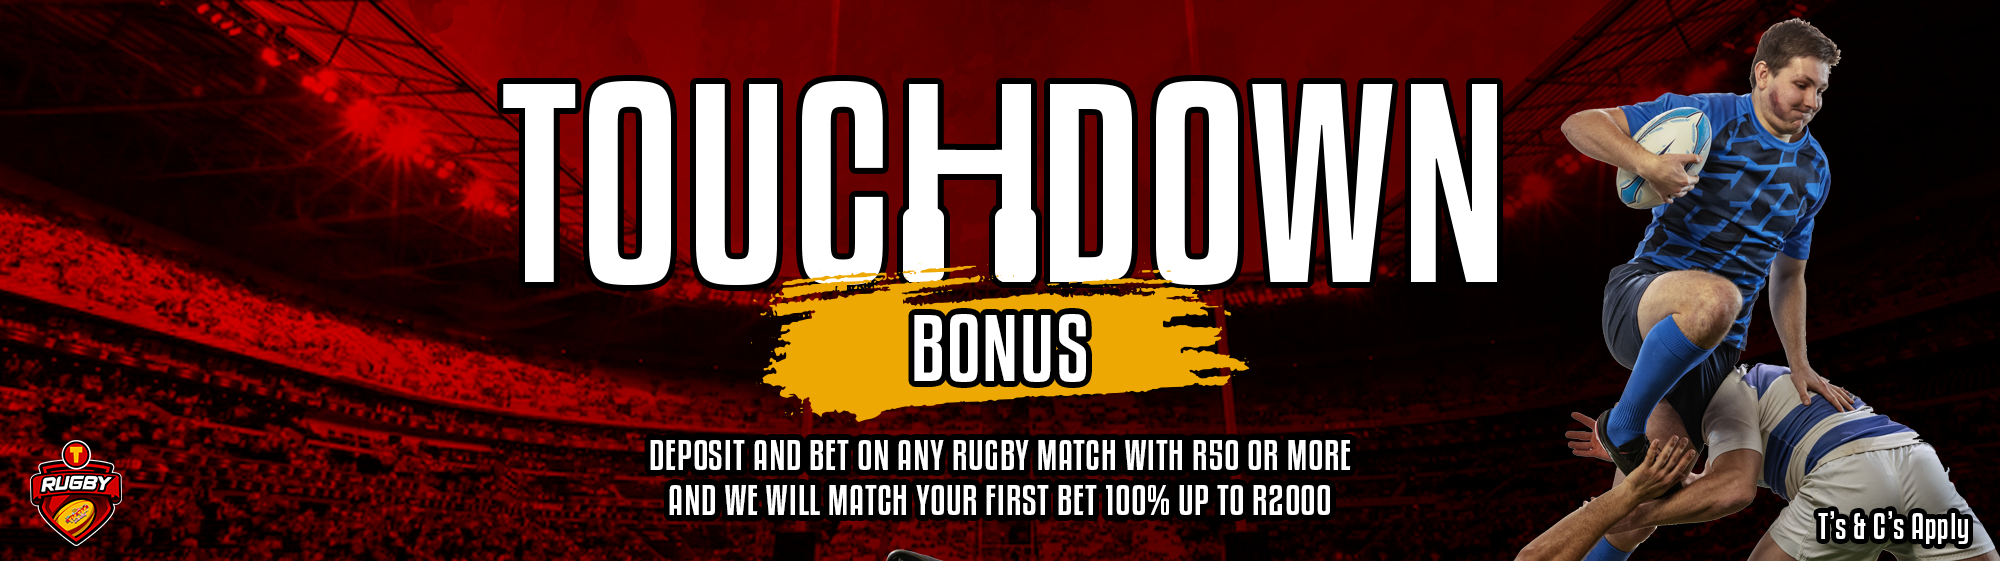 TOUCHDOWN
BONUS
DEPOSIT AND BET ON ANY RUGBY MATCH WITH R50 OR MORE
AND WE WILL MATCH YOUR FIRST BET 100% UP TO R2000
T
RUGBY
T's & C's Apply